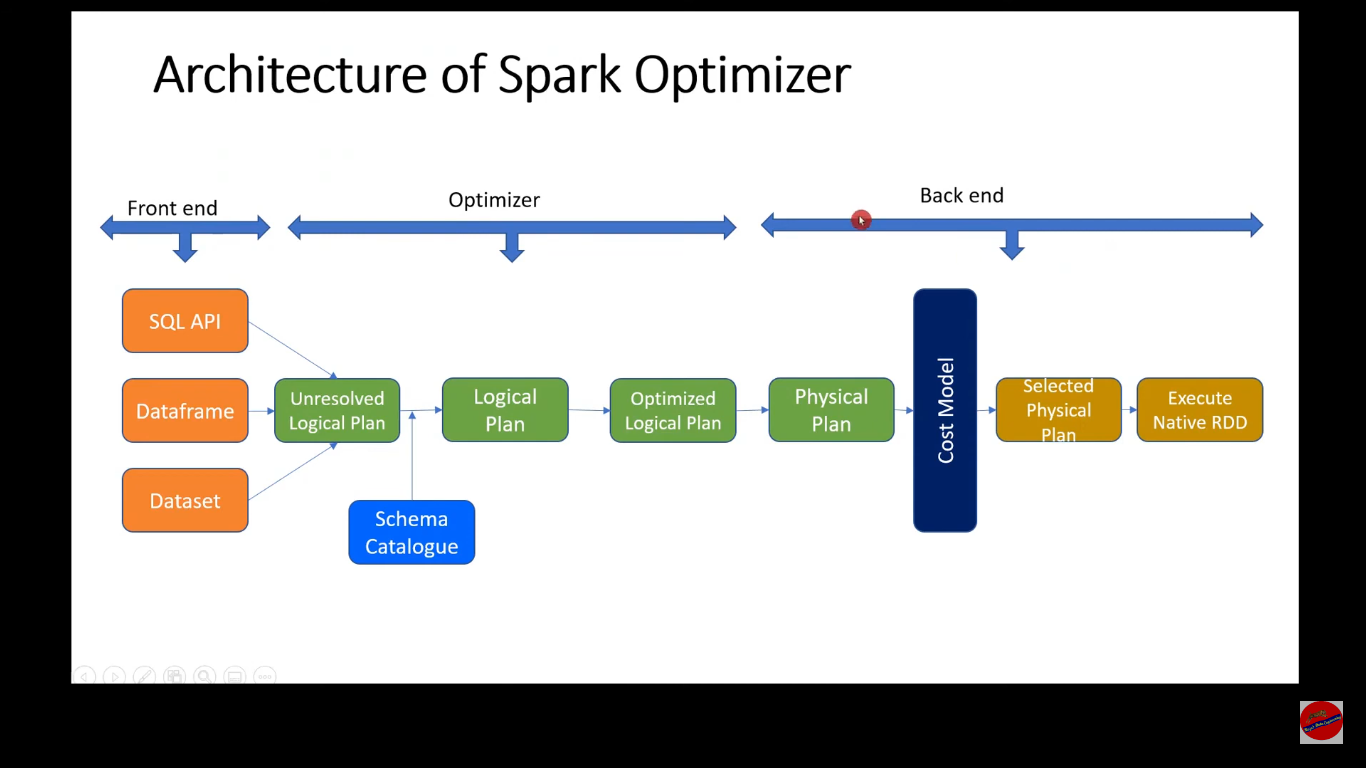 Architecture of Spark Optimizer
Front end
Optimizer
Back end
SQL API
Dataframe
Dataset
Unresolved
Logical Plan
Schema
Catalogue
Logical
Plan
Optimized
Logical Plan
Physical
Plan
Cost Model
Selected
Physical
Plan
Execute
Native RDD